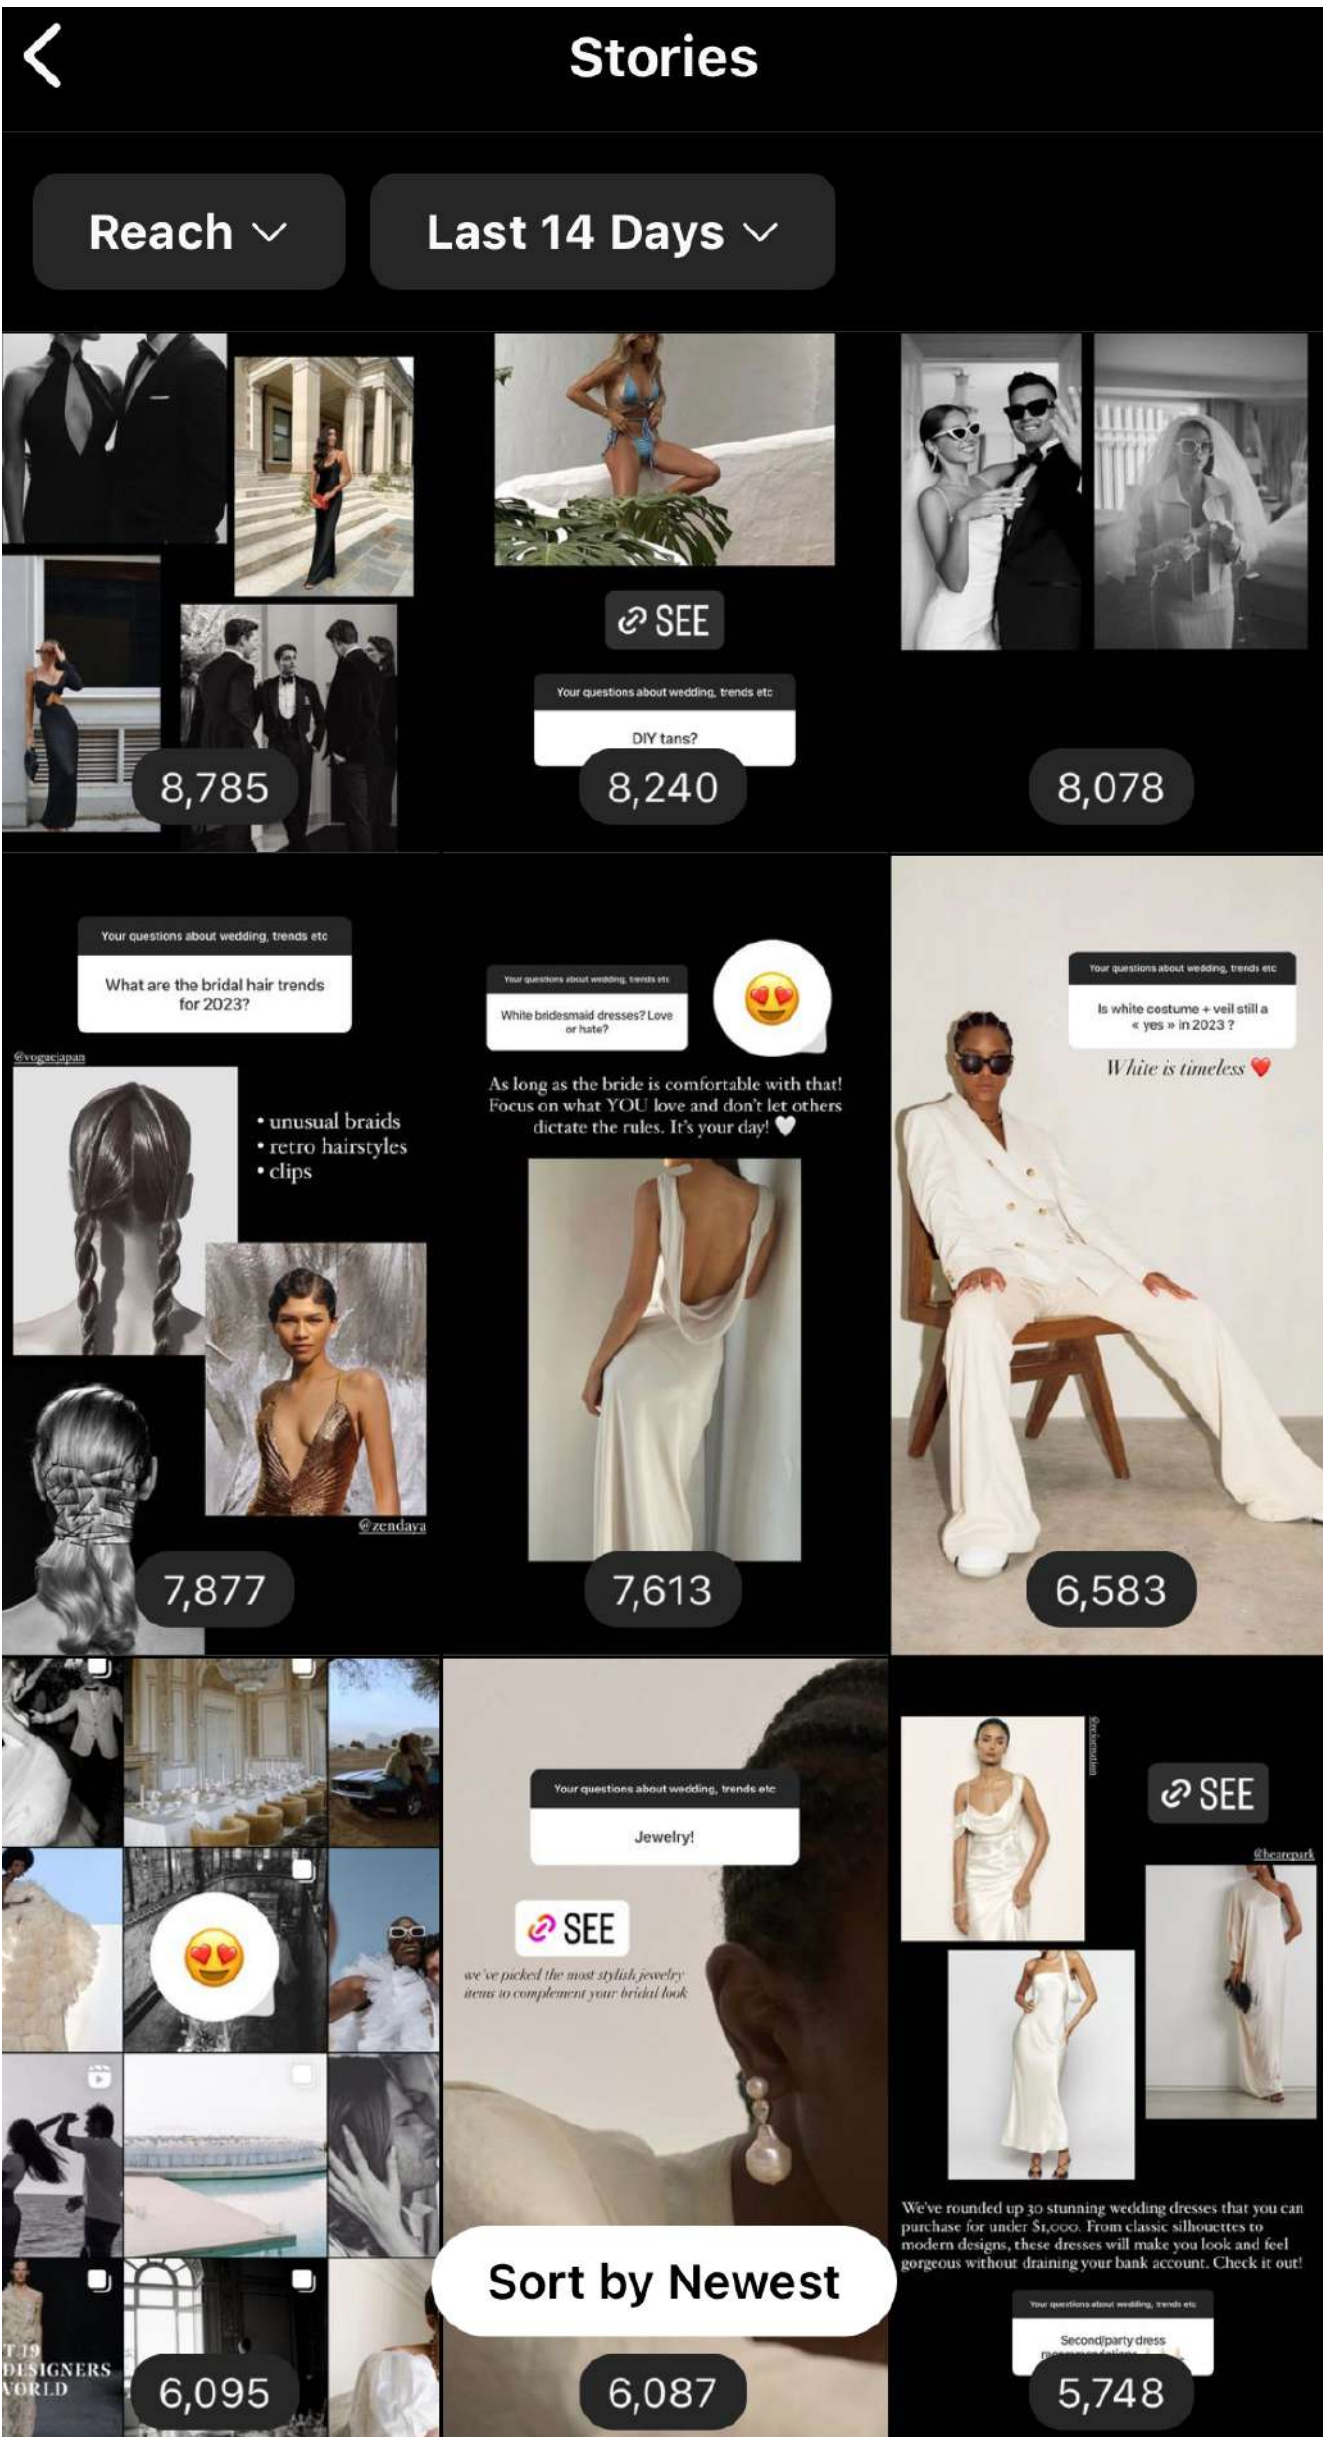 Stories
Reach
Last 14 Days
SEE
Your questions about wedding, trends etc
DIY tans?
8,785
8,240
8,078
Your questions about wedding, trends etc
What are the bridal hair trends
for 2023?
@voguejapan
• unusual braids
• retro hairstyles
• clips
@zendaya
7,877
Your questions about wedding, trends etc
White bridesmaid dresses? Love
or hate?
As long as the bride is comfortable with that!
Focus on what YOU love and don't let others
dictate the rules. It's your day! 🤍
7,613
Your questions about wedding, trends etc
Is white costume + veil still a
« yes » in 2023 ?
White is timeless ❤️
6,583
T 19
DESIGNERS
WORLD
6,095
Your questions about wedding, trends etc
Jewelry!
SEE
we've picked the most stylish jewelry
items to complement your bridal look
Sort by Newest
6,087
@reformation
SEE
@bearepark
We've rounded up 30 stunning wedding dresses that you can
purchase for under $1,000. From classic silhouettes to
modern designs, these dresses will make you look and feel
gorgeous without draining your bank account. Check it out!
Your questions about wedding, trends etc
Second/party dress
5,748